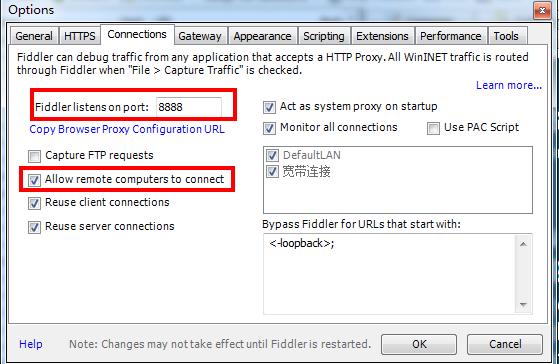 Options
General HTTPS Connections Gateway Appearance Scripting Extensions Performance Tools
Fiddler can debug traffic from any application that accepts a HTTP Proxy. All WinINET traffic is routed
through Fiddler when "File > Capture Traffic" is checked.
Learn more...
Fiddler listens on port: 8888
Copy Browser Proxy Configuration URL
Capture FTP requests
Allow remote computers to connect
Reuse client connections
Reuse server connections
Act as system proxy on startup
Monitor all connections Use PAC Script
DefaultLAN
宽带连接
Bypass Fiddler for URLs that start with:
<-loopback>;
Help Note: Changes may not take effect until Fiddler is restarted. OK Cancel